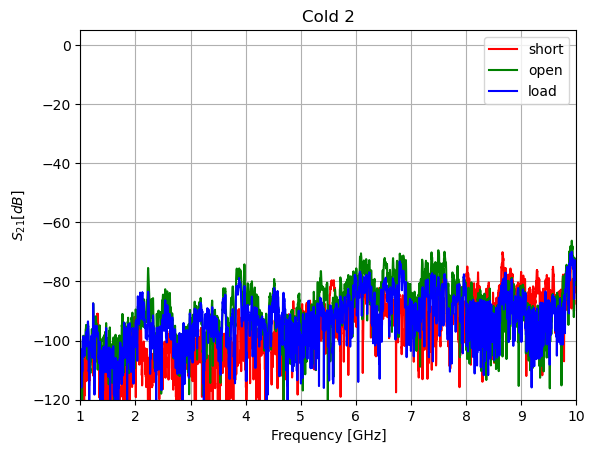 Cold 2
short
open
load
S21[dB]
0
−20
−40
−60
−80
−100
−120
1 2 3 4 5 6 7 8 9 10
Frequency [GHz]